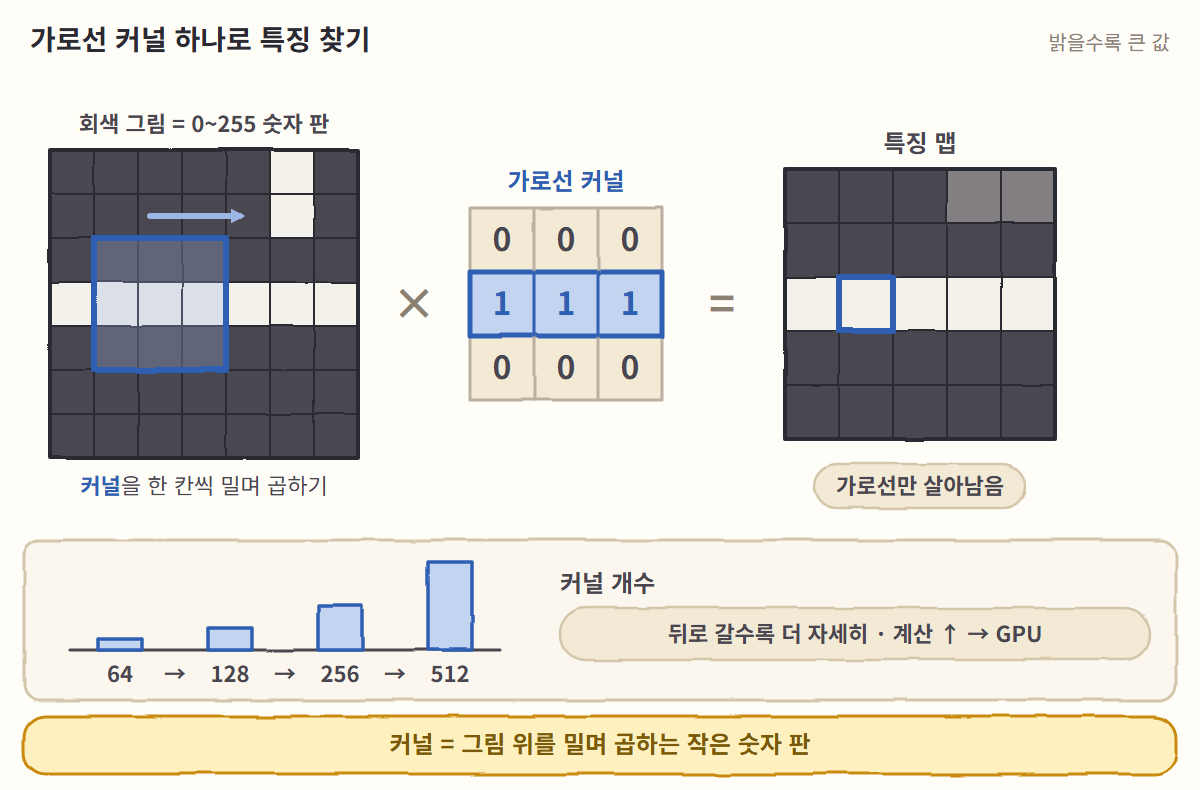 가로선 커널 하나로 특징 찾기
밝을수록 큰 값
회색 그림 = 0~255 숫자 판
가로선 커널
특징 맵
0 0 0
1 1 1
0 0 0
×
=
커널을 한 칸씩 밀며 곱하기
가로선만 살아남음
커널 개수
뒤로 갈수록 더 자세히 · 계산 ↑ → GPU
64 → 128 → 256 → 512
커널 = 그림 위를 밀며 곱하는 작은 숫자 판